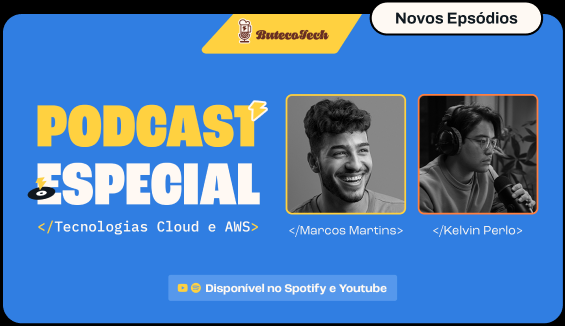 Novos Epsódios
ButecoTech
PODCAST
ESPECIAL
</Tecnologias Cloud e AWS>
</Marcos Martins>
</Kelvin Perlo>
Disponível no Spotify e Youtube